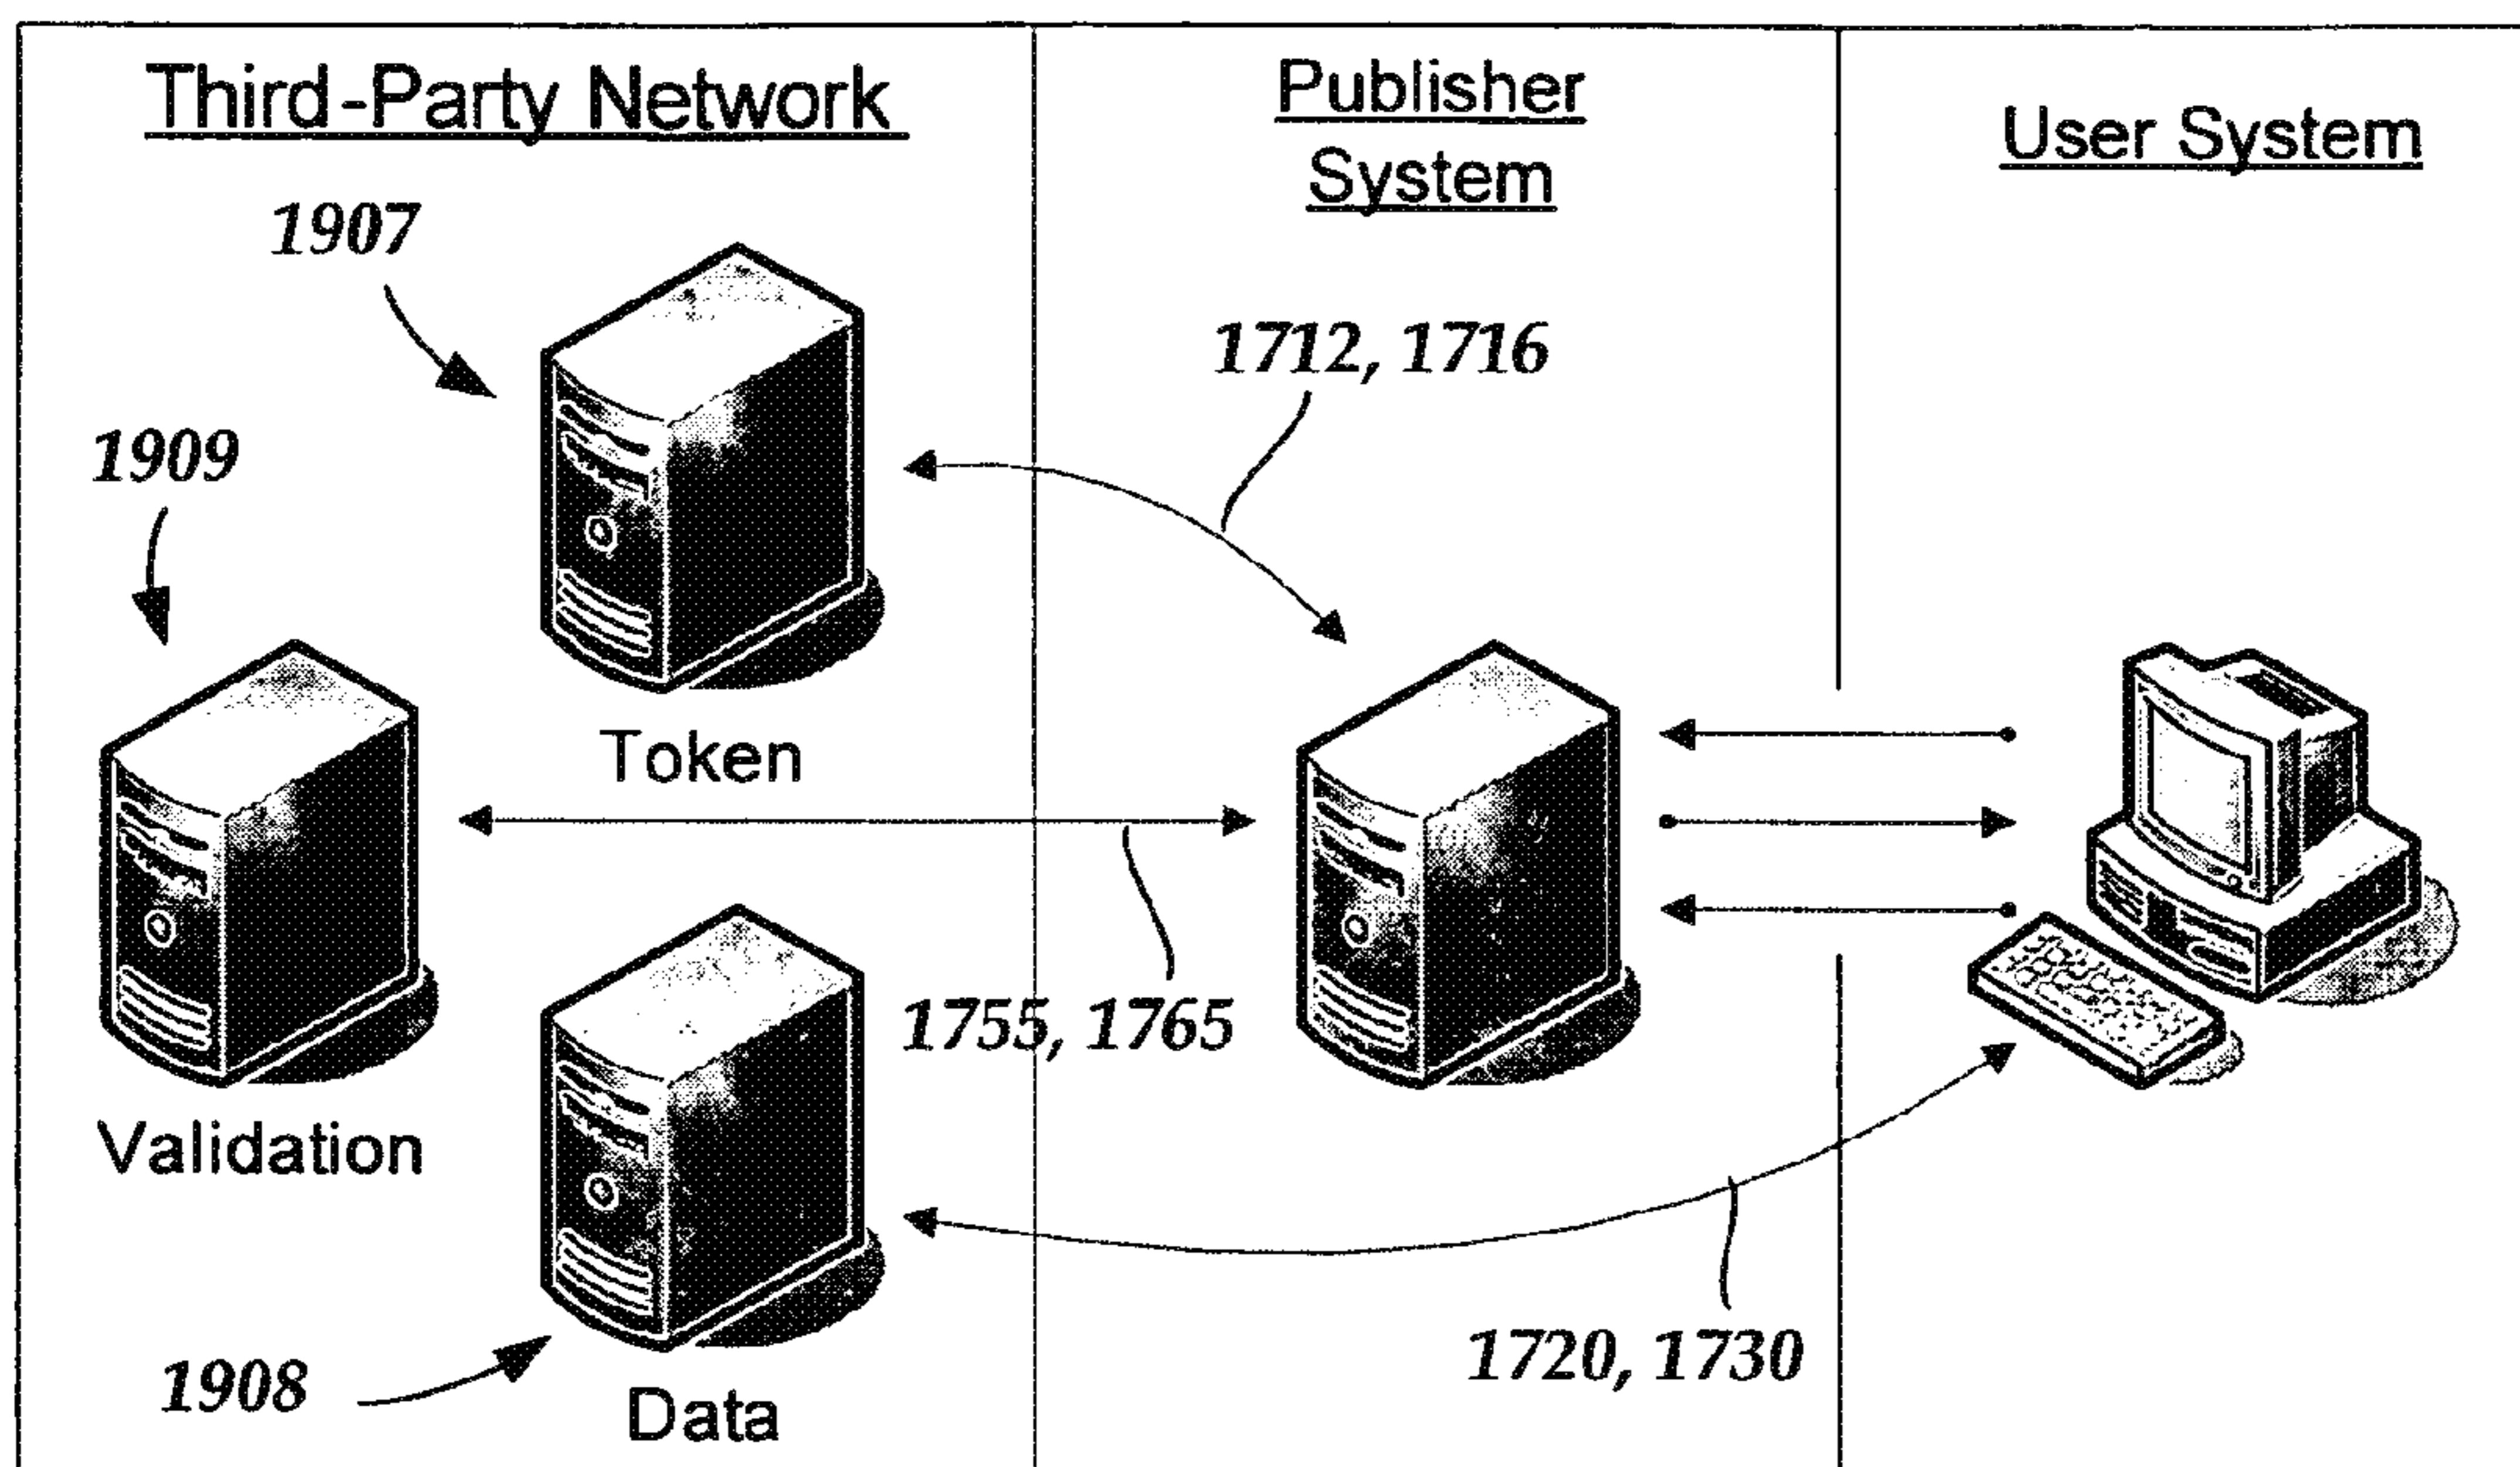 Third-Party Network
Publisher
System
User System
1907
1712, 1716
1909
Token
1755, 1765
Validation
1720, 1730
1908
Data